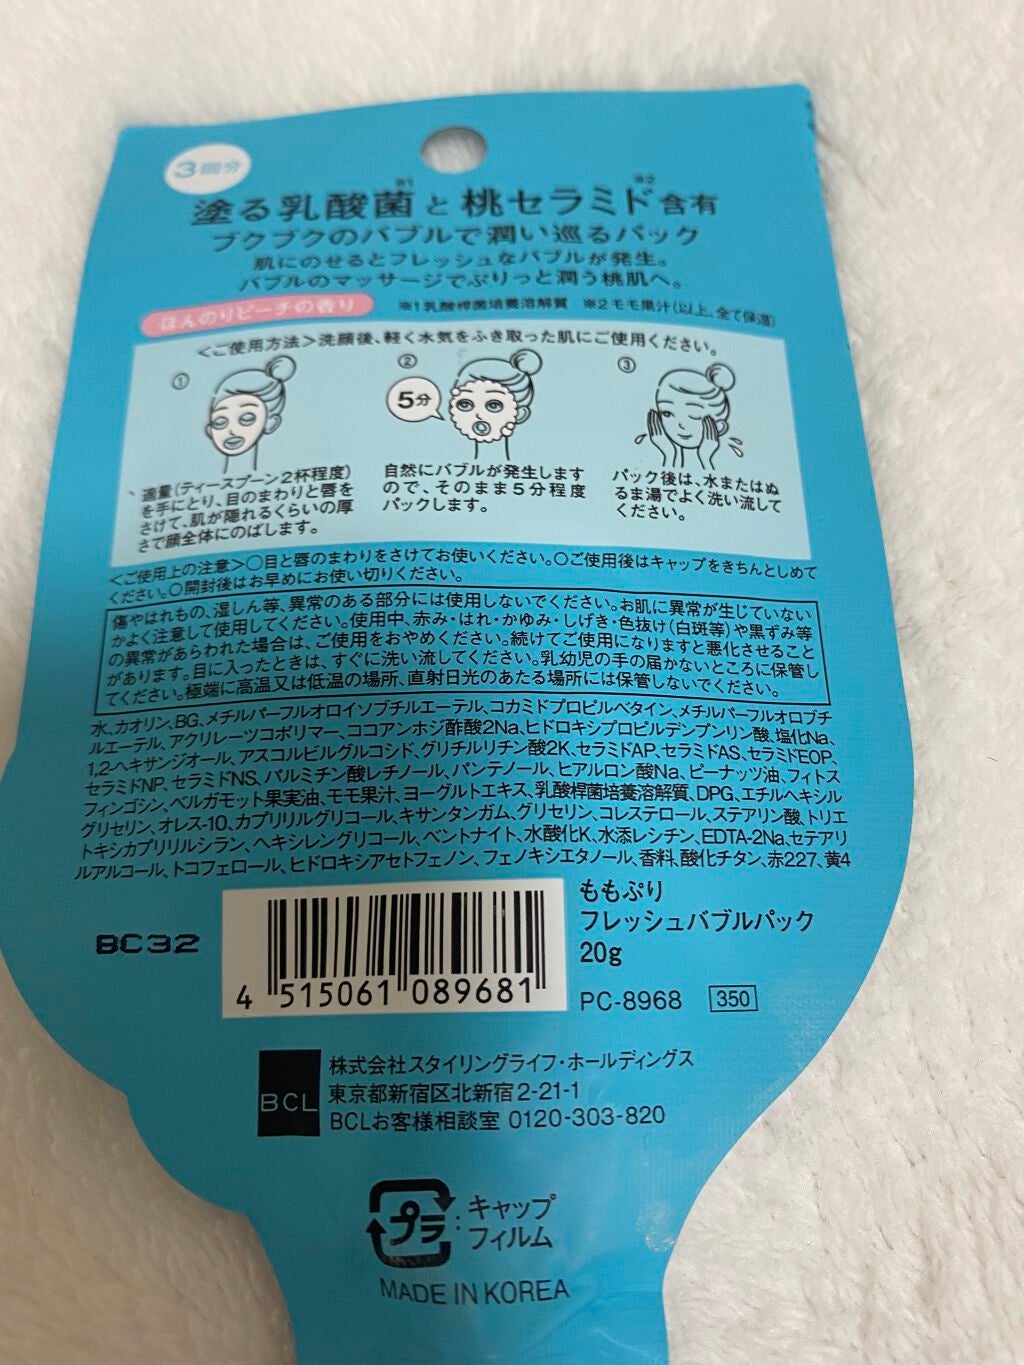 3回分
塗る乳酸菌※1と桃セラミド※2含有
ブクブクのバブルで潤い巡るパック
肌にのせるとフレッシュなバブルが発生。
バブルのマッサージでぷりっと潤う桃肌へ。
ほんのりピーチの香り
※1乳酸桿菌培養溶解質 ※2モモ果汁(以上、全て保湿)
<ご使用方法>洗顔後、軽く水気をふき取った肌にご使用ください。
①
適量(ティースプーン2杯程度)
を手にとり、目のまわりと唇を
さけて、肌が隠れるくらいの厚
さで顔全体にのばします。
②
5分
自然にバブルが発生します
ので、そのまま5分程度
パックします。
③
パック後は、水またはぬ
るま湯でよく洗い流して
ください。
<ご使用上の注意>○目と唇のまわりをさけてお使いください。○ご使用後はキャップをきちんとしめて
ください。○開封後はお早めにお使い切りください。
傷やはれもの、湿しん等、異常のある部分には使用しないでください。お肌に異常が生じていない
かよく注意して使用してください。使用中、赤み・はれ・かゆみ・しげき・色抜け(白斑等)や黒ずみ等
の異常があらわれた場合は、ご使用をおやめください。続けてご使用になりますと悪化させること
があります。目に入ったときは、すぐに洗い流してください。乳幼児の手の届かないところに保管し
てください。極端に高温又は低温の場所、直射日光のあたる場所には保管しないでください。
水、カオリン、BG、メチルパーフルオロイソブチルエーテル、コカミドプロピルベタイン、メチルパーフルオロブチ
ルエーテル、アクリレーツコポリマー、ココアンホジ酢酸2Na、ヒドロキシプロピルデンプンリン酸、塩化Na、
1,2-ヘキサンジオール、アスコルビルグルコシド、グリチルリチン酸2K、セラミドAP、セラミドAS、セラミドEOP、
セラミドNP、セラミドNS、パルミチン酸レチノール、パンテノール、ヒアルロン酸Na、ピーナッツ油、フィトス
フィンゴシン、ベルガモット果実油、モモ果汁、ヨーグルトエキス、乳酸桿菌培養溶解質、DPG、エチルヘキシル
グリセリン、オレス-10、カプリリルグリコール、キサンタンガム、グリセリン、コレステロール、ステアリン酸、トリエ
トキシカプリリルシラン、ヘキシレングリコール、ベントナイト、水酸化K、水添レシチン、EDTA-2Na、セテアリ
ルアルコール、トコフェロール、ヒドロキシアセトフェノン、フェノキシエタノール、香料、酸化チタン、赤227、黄4
BC32
4 515061 089681
ももぷり
フレッシュバブルパック
20g
PC-8968 350
BCL
株式会社スタイリングライフ・ホールディングス
東京都新宿区北新宿2-21-1
BCLお客様相談室 0120-303-820
プラ:キャップ
フィルム
MADE IN KOREA